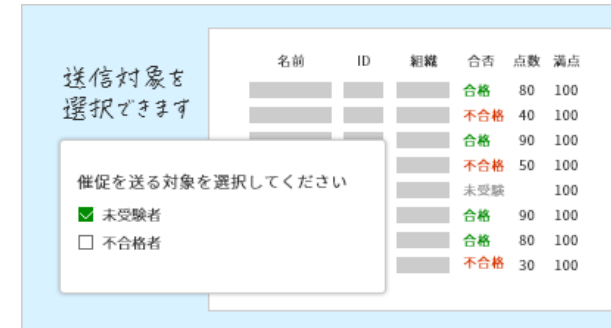 送信対象を
選択できます
名前 ID 組織 合否 点数 満点
合格 80 100
不合格 40 100
合格 90 100
不合格 50 100
未受験 100
合格 90 100
合格 80 100
不合格 30 100
催促を送る対象を選択してください
未受験者
不合格者